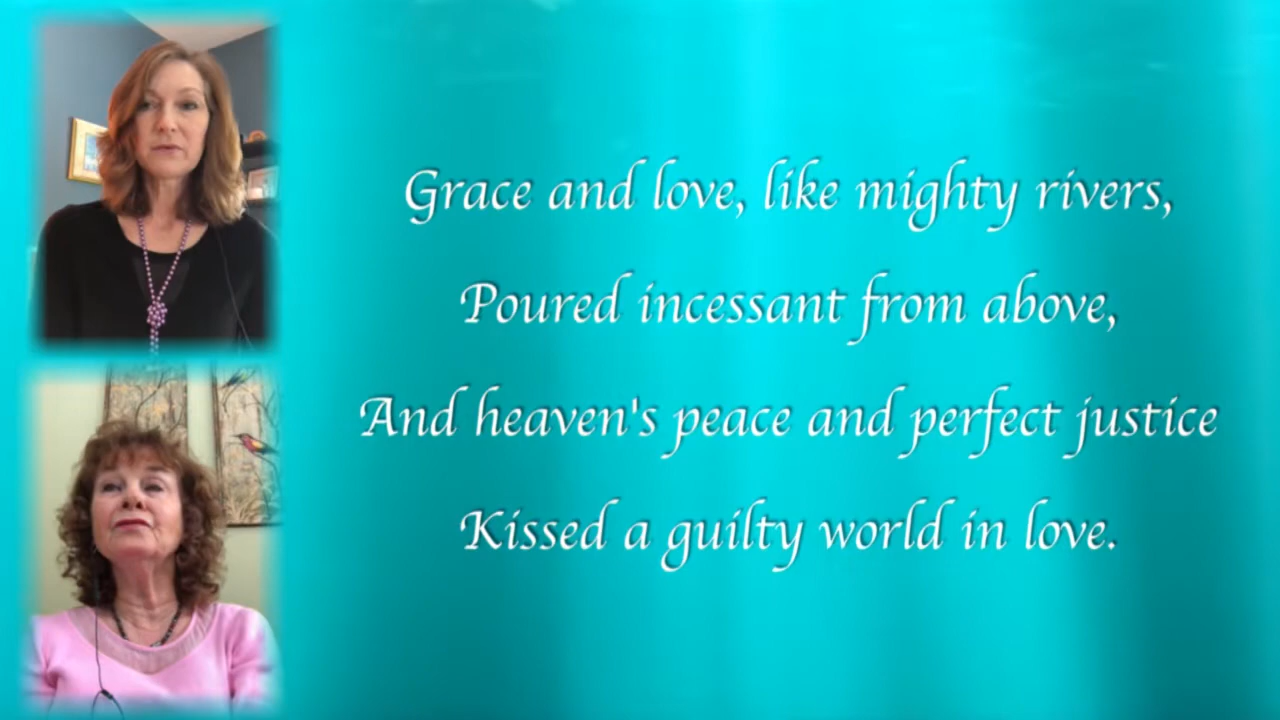 Grace and love, like mighty rivers,
Poured incessant from above,
And heaven's peace and perfect justice
Kissed a guilty world in love.